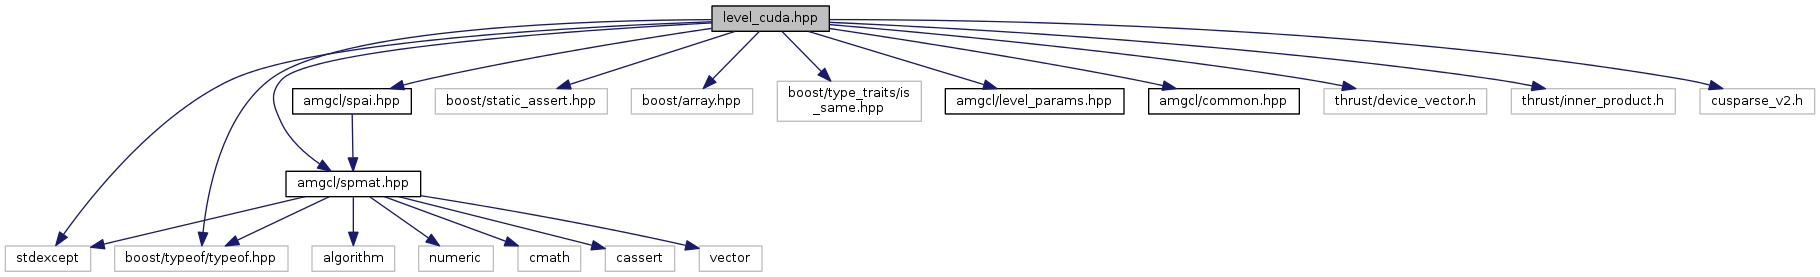 level_cuda.hpp
amgcl/spai.hpp
boost/static_assert.hpp
boost/array.hpp
boost/type_traits/is
_same.hpp
amgcl/level_params.hpp
amgcl/common.hpp
thrust/device_vector.h
thrust/inner_product.h
cusparse_v2.h
amgcl/spmat.hpp
stdexcept
boost/typeof/typeof.hpp
algorithm
numeric
cmath
cassert
vector